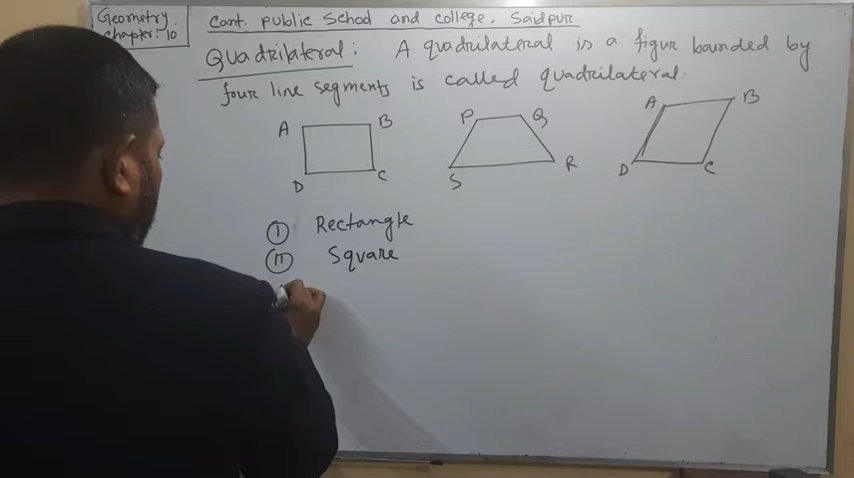 Geometry.
chapter: 10
Cant. public School and college. Saidpur
Quadrilateral: A quadrilateral is a figur bounded by
four line segments is called quadrilateral.
A B
D C
P Q
S R
A B
D C
I Rectangle
II Square